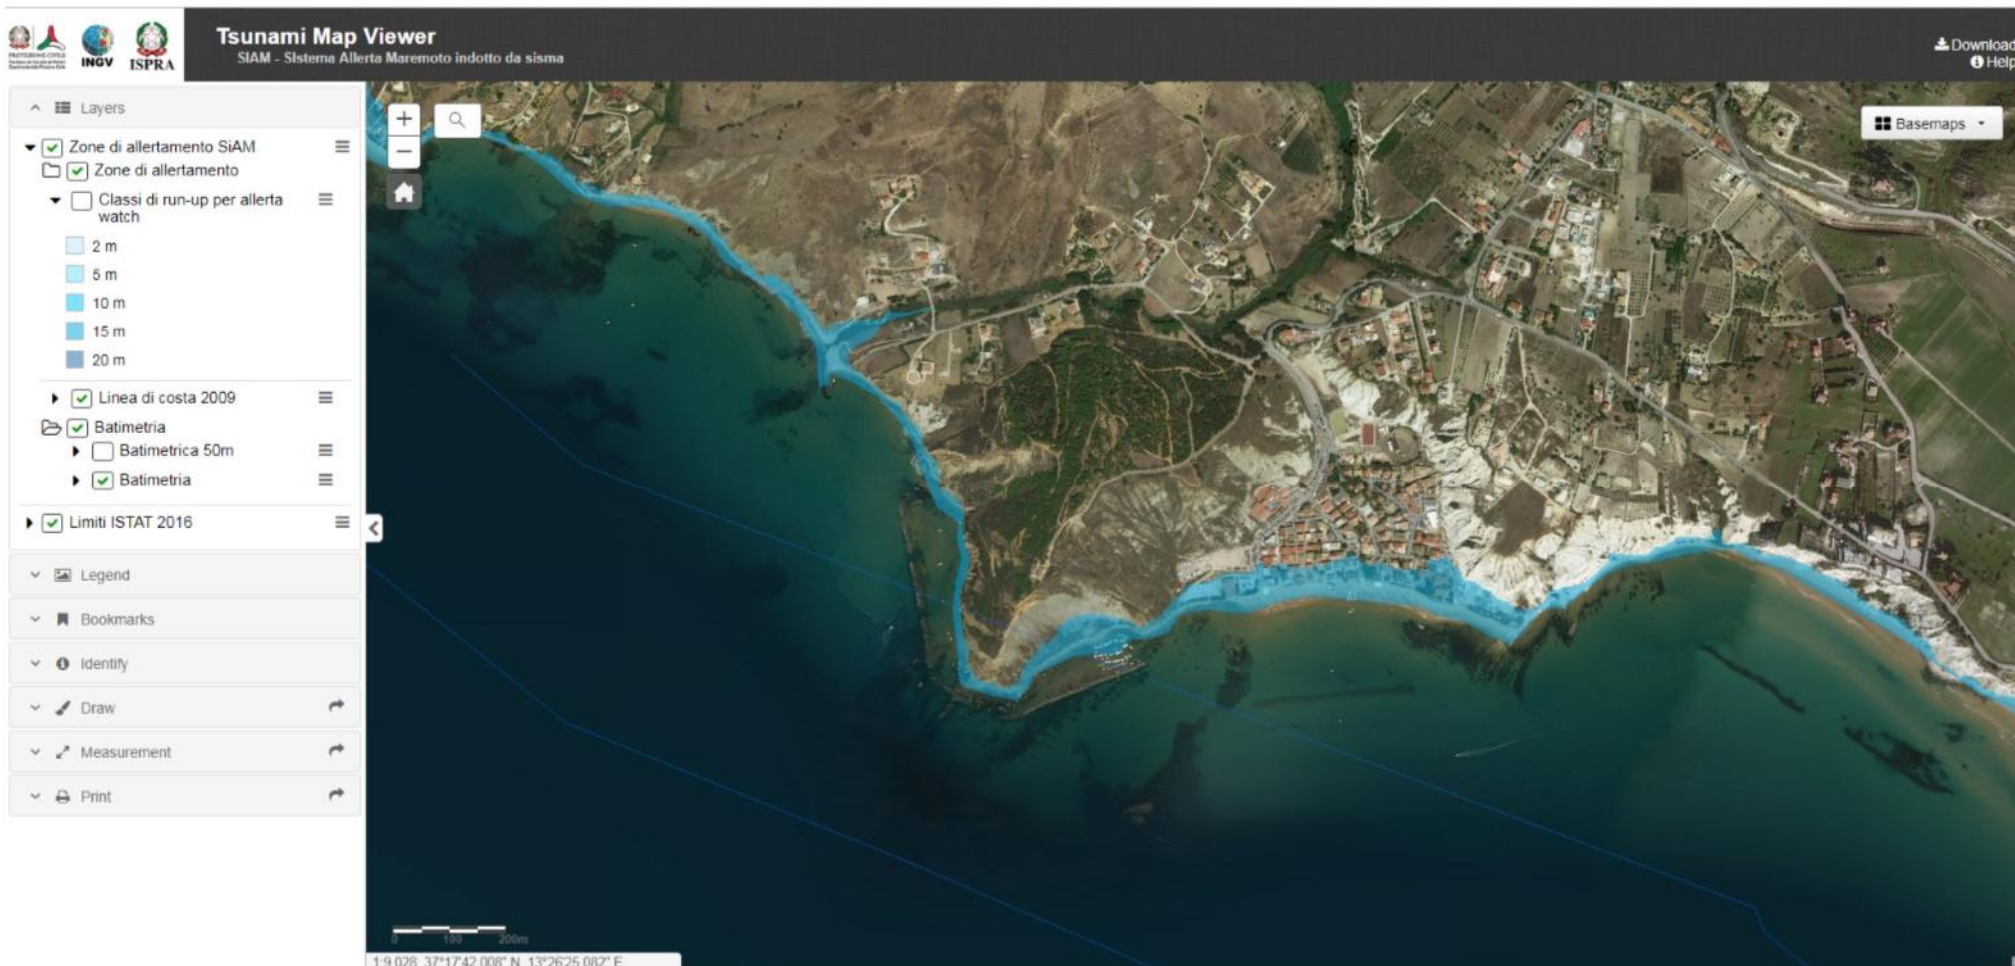 PROTEZIONE CIVILE
INGV
ISPRA
Tsunami Map Viewer
SIAM - SIstema Allerta Maremoto indotto da sisma
Download
Help
Layers
Zone di allertamento SiAM
Zone di allertamento
Classi di run-up per allerta
watch
2 m
5 m
10 m
15 m
20 m
Linea di costa 2009
Batimetria
Batimetrica 50m
Batimetria
Limiti ISTAT 2016
Legend
Bookmarks
Identify
Draw
Measurement
Print
+
−
Basemaps
0 100 200m
1:9.028 37°17'42.008" N 13°26'25.082" E